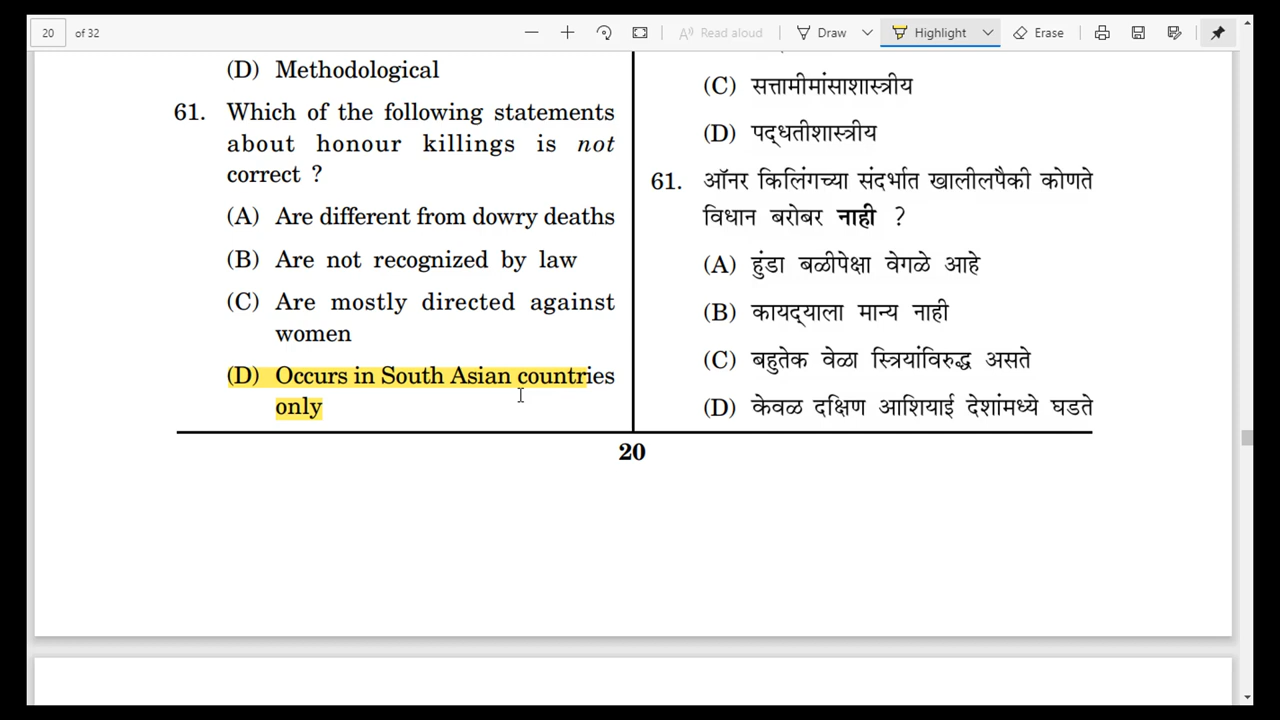 20 of 32
Read aloud Draw Highlight Erase
(D) Methodological
61. Which of the following statements
about honour killings is not
correct ?
(A) Are different from dowry deaths
(B) Are not recognized by law
(C) Are mostly directed against
women
(D) Occurs in South Asian countries
only
(C) सत्तामीमांसाशास्त्रीय
(D) पद्धतीशास्त्रीय
61. ऑनर किलिंगच्या संदर्भात खालीलपैकी कोणते
विधान बरोबर नाही ?
(A) हुंडा बळीपेक्षा वेगळे आहे
(B) कायद्याला मान्य नाही
(C) बहुतेक वेळा स्त्रियांविरुद्ध असते
(D) केवळ दक्षिण आशियाई देशांमध्ये घडते
20